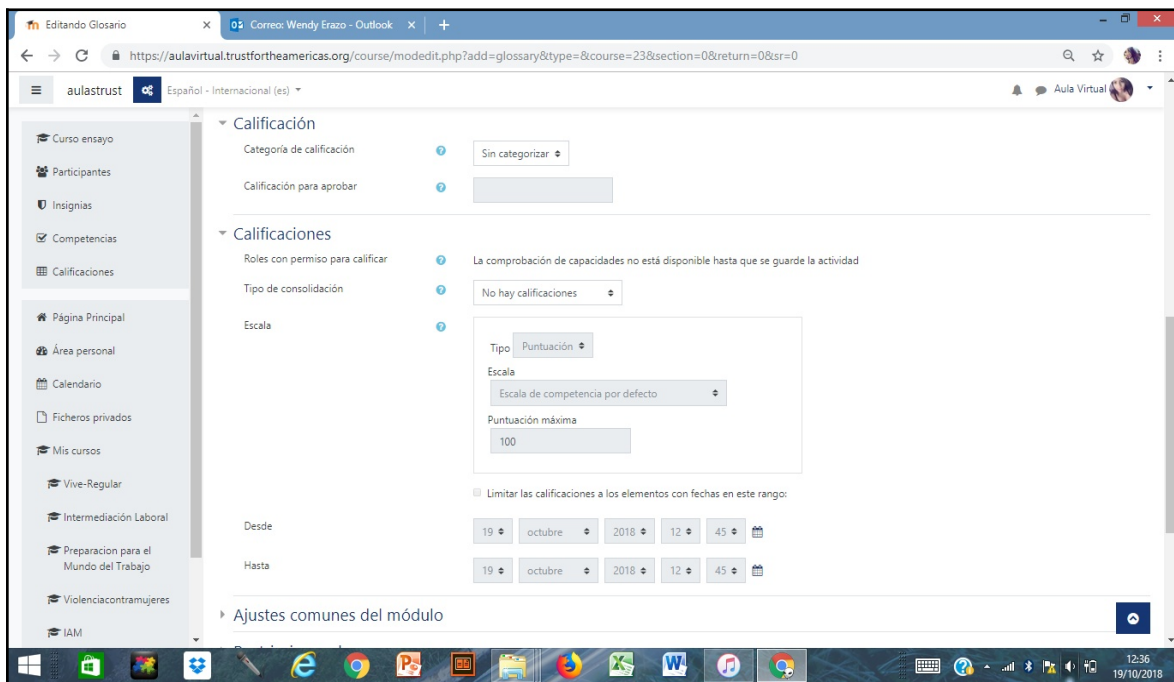 Editando Glosario
Correo: Wendy Erazo - Outlook
https://aulavirtual.trustfortheamericas.org/course/modedit.php?add=glossary&type=&course=23&section=0&return=0&sr=0
aulastrust Español - Internacional (es) Aula Virtual
Curso ensayo
Participantes
Insignias
Competencias
Calificaciones
Página Principal
Área personal
Calendario
Ficheros privados
Mis cursos
Vive-Regular
Intermediación Laboral
Preparacion para el
Mundo del Trabajo
Violenciacontramujeres
IAM
Calificación
Categoría de calificación Sin categorizar
Calificación para aprobar
Calificaciones
Roles con permiso para calificar La comprobación de capacidades no está disponible hasta que se guarde la actividad
Tipo de consolidación No hay calificaciones
Escala
Tipo Puntuación
Escala
Escala de competencia por defecto
Puntuación máxima
100
Limitar las calificaciones a los elementos con fechas en este rango:
Desde 19 octubre 2018 12 45
Hasta 19 octubre 2018 12 45
Ajustes comunes del módulo
12:36
19/10/2018